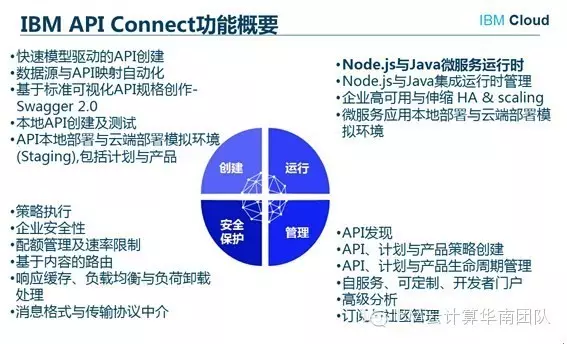 IBM API Connect功能概要
IBM Cloud
•快速模型驱动的API创建
•数据源与API映射自动化
•基于标准可视化API规格创作-
Swagger 2.0
•本地API创建及测试
•API本地部署与云端部署模拟环境
(Staging),包括计划与产品
•Node.js与Java微服务运行时
•Node.js与Java集成运行时管理
•企业高可用与伸缩 HA & scaling
•微服务应用本地部署与云端部署模
拟环境
创建
运行
安全
保护
管理
•策略执行
•企业安全性
•配额管理及速率限制
•基于内容的路由
•响应缓存、负载均衡与负荷卸载
处理
•消息格式与传输协议中介
•API发现
•API、计划与产品策略创建
•API、计划与产品生命周期管理
•自服务、可定制、开发者门户
•高级分析
•订阅与社区管理
计算华南团队